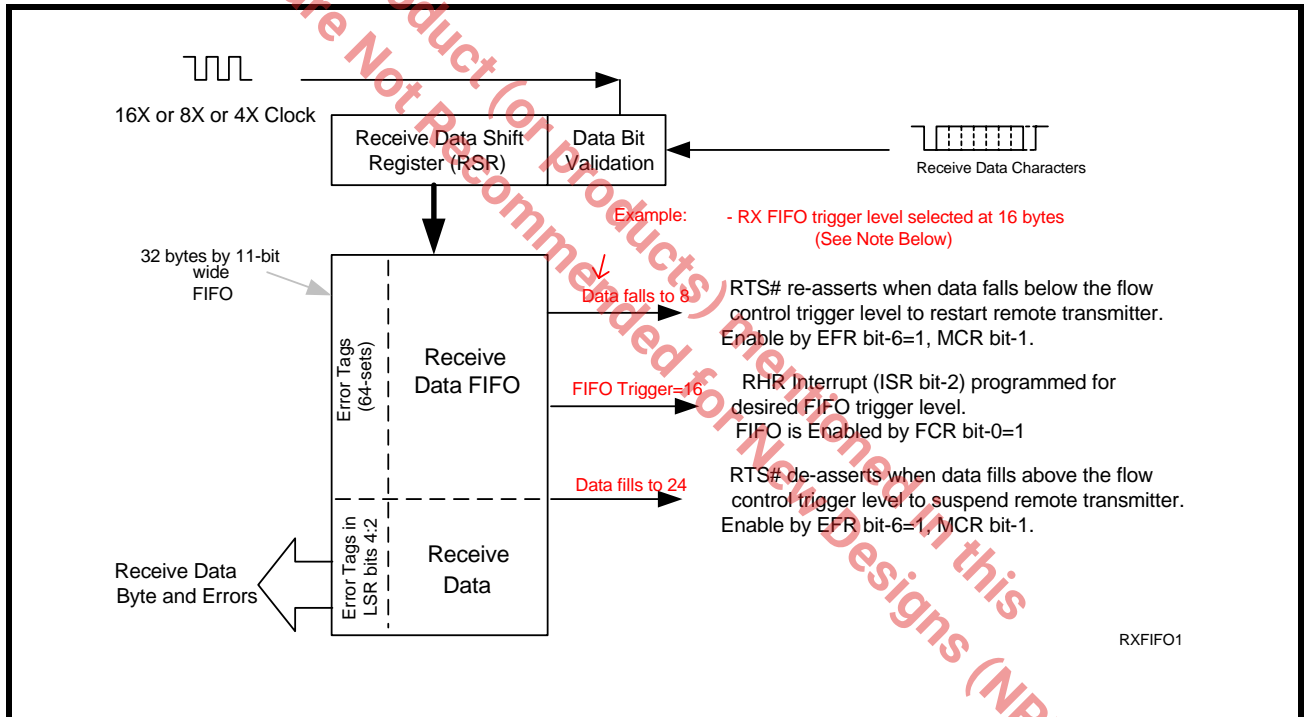 16X or 8X or 4X Clock
Receive Data Shift
Register (RSR)
Data Bit
Validation
Receive Data Characters
Example:
- RX FIFO trigger level selected at 16 bytes
(See Note Below)
32 bytes by 11-bit
wide
FIFO
Error Tags
(64-sets)
Receive
Data FIFO
Data falls to 8
RTS# re-asserts when data falls below the flow
control trigger level to restart remote transmitter.
Enable by EFR bit-6=1, MCR bit-1.
FIFO Trigger=16
RHR Interrupt (ISR bit-2) programmed for
desired FIFO trigger level.
FIFO is Enabled by FCR bit-0=1
Data fills to 24
RTS# de-asserts when data fills above the flow
control trigger level to suspend remote transmitter.
Enable by EFR bit-6=1, MCR bit-1.
Error Tags in
LSR bits 4:2
Receive
Data
Receive Data
Byte and Errors
RXFIFO1
oduct (or products) mentioned in this
are Not Recommended for New Designs (NR